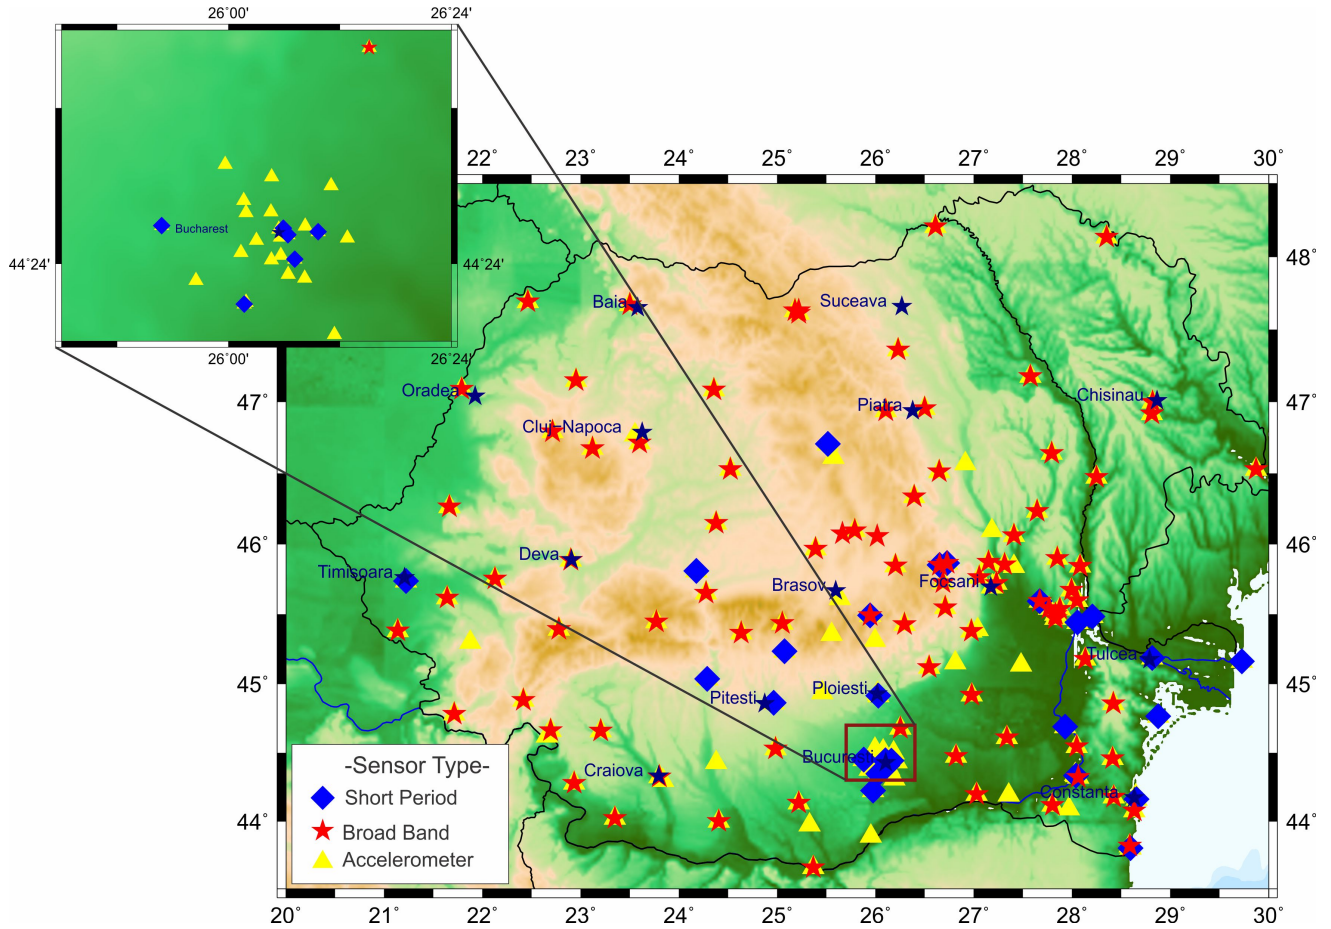 26°00'
26°24'
Bucharest
44°24'
44°24'
26°00'
26°24'
22°
23°
24°
25°
26°
27°
28°
29°
30°
48°
47°
47°
46°
46°
45°
45°
44°
44°
Baia
Suceava
Oradea
Piatra
Chisinau
Cluj-Napoca
Deva
Timisoara
Brasov
Focsani
Tulcea
Ploiesti
Pitesti
Bucuresti
Craiova
Constanta
-Sensor Type-
Short Period
Broad Band
Accelerometer
20°
21°
22°
23°
24°
25°
26°
27°
28°
29°
30°